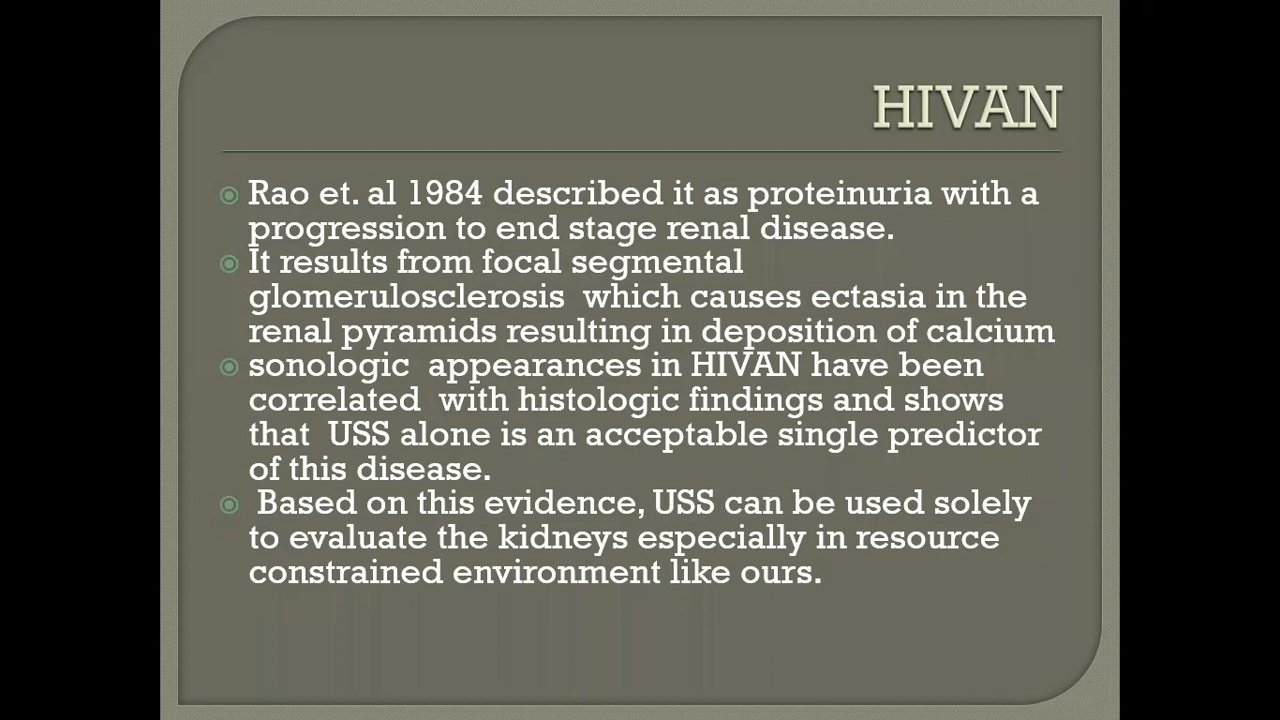 HIVAN
Rao et. al 1984 described it as proteinuria with a
progression to end stage renal disease.
It results from focal segmental
glomerulosclerosis  which causes ectasia in the
renal pyramids resulting in deposition of calcium
sonologic  appearances in HIVAN have been
correlated  with histologic findings and shows
that  USS alone is an acceptable single predictor
of this disease.
Based on this evidence, USS can be used solely
to evaluate the kidneys especially in resource
constrained environment like ours.